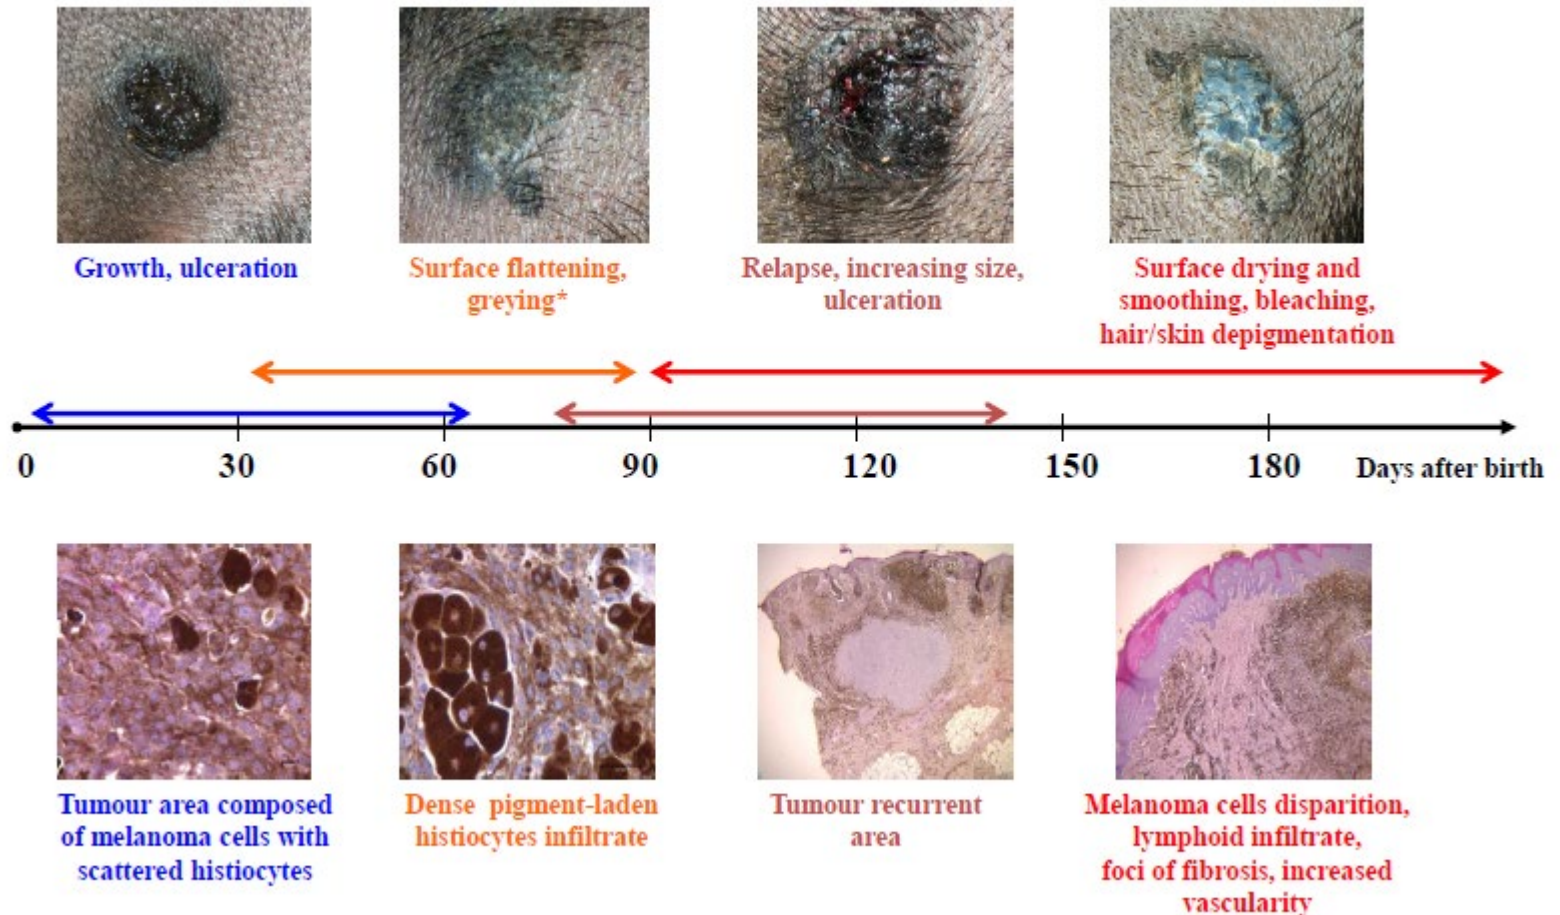 Growth, ulceration
Surface flattening,
greying*
Relapse, increasing size,
ulceration
Surface drying and
smoothing, bleaching,
hair/skin depigmentation
0
30
60
90
120
150
180
Days after birth
Tumour area composed
of melanoma cells with
scattered histiocytes
Dense pigment-laden
histiocytes infiltrate
Tumour recurrent
area
Melanoma cells disparition,
lymphoid infiltrate,
foci of fibrosis, increased
vascularity